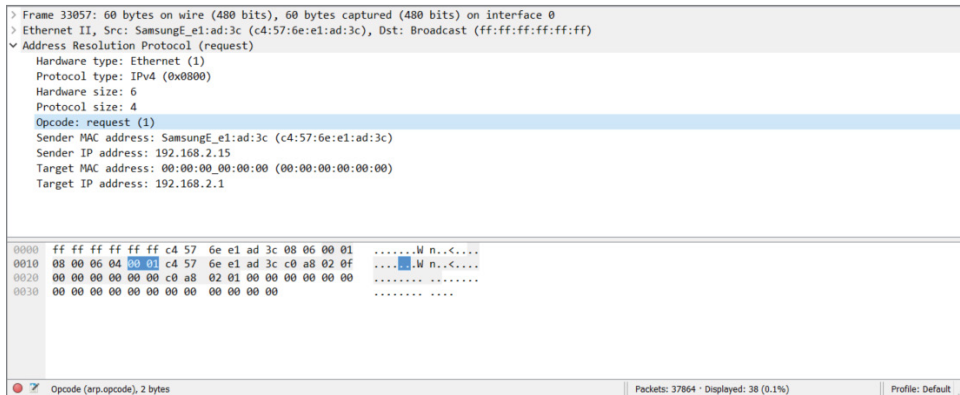 > Frame 33057: 60 bytes on wire (480 bits), 60 bytes captured (480 bits) on interface 0
> Ethernet II, Src: SamsungE_e1:ad:3c (c4:57:6e:e1:ad:3c), Dst: Broadcast (ff:ff:ff:ff:ff:ff)
Address Resolution Protocol (request)
Hardware type: Ethernet (1)
Protocol type: IPv4 (0x0800)
Hardware size: 6
Protocol size: 4
Opcode: request (1)
Sender MAC address: SamsungE_e1:ad:3c (c4:57:6e:e1:ad:3c)
Sender IP address: 192.168.2.15
Target MAC address: 00:00:00_00:00:00 (00:00:00:00:00:00)
Target IP address: 192.168.2.1
0000 ff ff ff ff ff ff c4 57 6e e1 ad 3c 08 06 00 01 .......W n..<....
0010 08 00 06 04 00 01 c4 57 6e e1 ad 3c c0 a8 02 0f .......W n..<....
0020 00 00 00 00 00 00 c0 a8 02 01 00 00 00 00 00 00 ........ ........
0030 00 00 00 00 00 00 00 00 00 00 00 00 ........ ....
Opcode (arp.opcode), 2 bytes Packets: 37864 · Displayed: 38 (0.1%) Profile: Default